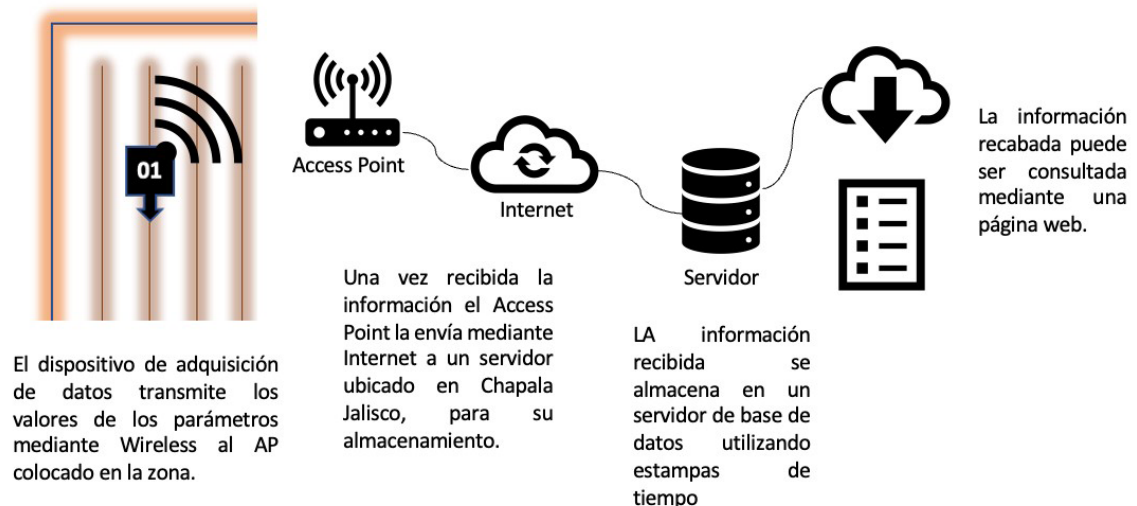 01
Access Point
Internet
Servidor
El dispositivo de adquisición
de datos transmite los
valores de los parámetros
mediante Wireless al AP
colocado en la zona.
Una vez recibida la
información el Access
Point la envía mediante
Internet a un servidor
ubicado en Chapala
Jalisco, para su
almacenamiento.
LA información
recibida se
almacena en un
servidor de base de
datos utilizando
estampas de
tiempo
La información
recabada puede
ser consultada
mediante una
página web.